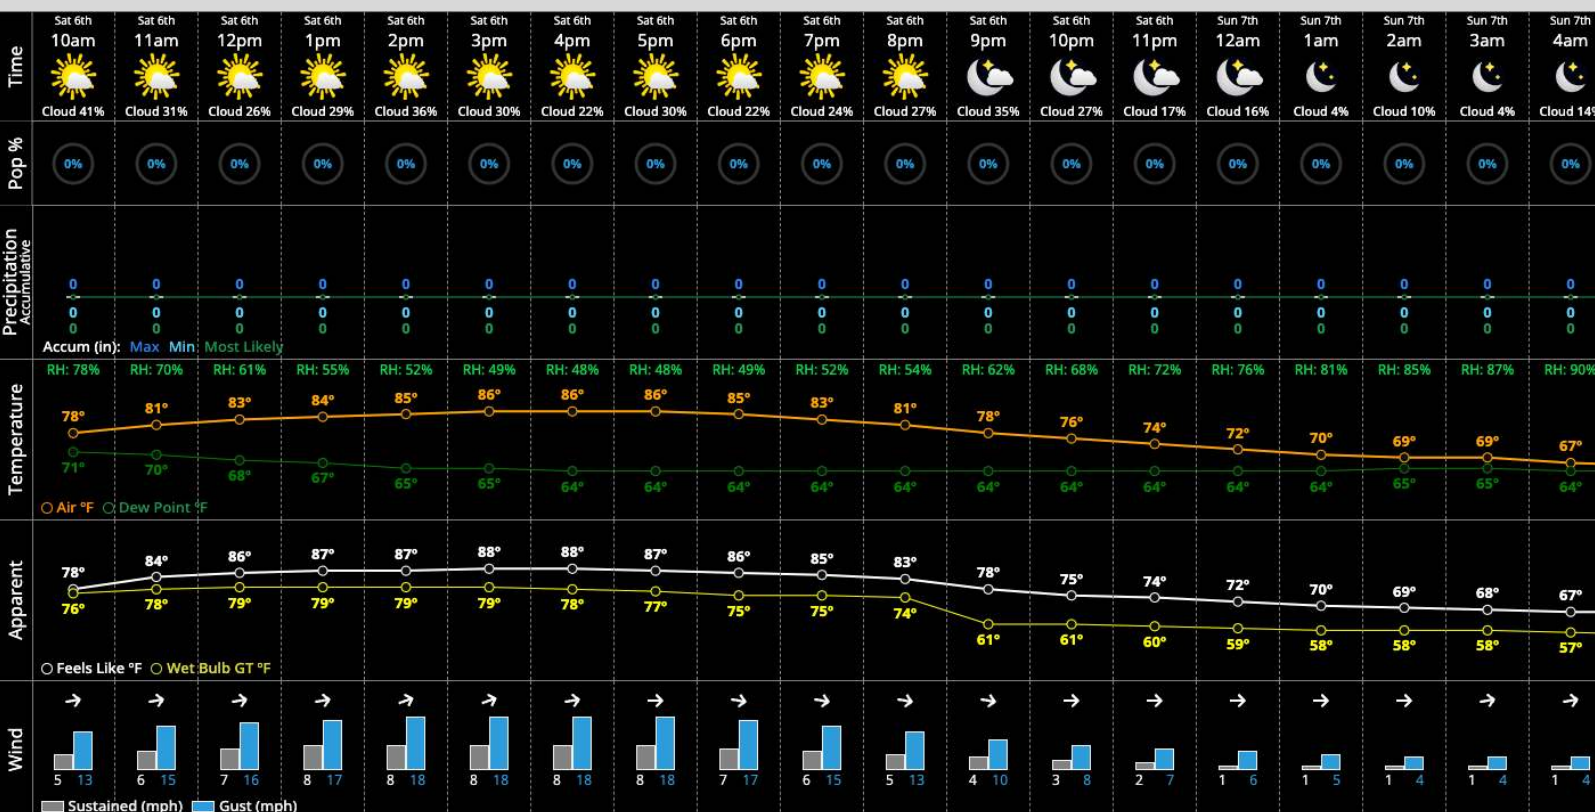 Sat 6th Sat 6th Sat 6th Sat 6th Sat 6th Sat 6th Sat 6th Sat 6th Sat 6th Sat 6th Sat 6th Sat 6th Sat 6th Sat 6th Sun 7th Sun 7th Sun 7th Sun 7th Sun 7th
Time 10am 11am 12pm 1pm 2pm 3pm 4pm 5pm 6pm 7pm 8pm 9pm 10pm 11pm 12am 1am 2am 3am 4am
Cloud 41% Cloud 31% Cloud 26% Cloud 29% Cloud 36% Cloud 30% Cloud 22% Cloud 30% Cloud 22% Cloud 24% Cloud 27% Cloud 35% Cloud 27% Cloud 17% Cloud 16% Cloud 4% Cloud 10% Cloud 4% Cloud 14%
Pop % 0% 0% 0% 0% 0% 0% 0% 0% 0% 0% 0% 0% 0% 0% 0% 0% 0% 0% 0%
Precipitation
Accumulative
0 0 0 0 0 0 0 0 0 0 0 0 0 0 0 0 0 0 0
0 0 0 0 0 0 0 0 0 0 0 0 0 0 0 0 0 0 0
0 0 0 0 0 0 0 0 0 0 0 0 0 0 0 0 0 0 0
Accum (in): Max Min Most Likely
RH: 78% RH: 70% RH: 61% RH: 55% RH: 52% RH: 49% RH: 48% RH: 48% RH: 49% RH: 52% RH: 54% RH: 62% RH: 68% RH: 72% RH: 76% RH: 81% RH: 85% RH: 87% RH: 90%
Temperature
78° 81° 83° 84° 85° 86° 86° 86° 85° 83° 81° 78° 76° 74° 72° 70° 69° 69° 67°
71° 70° 68° 67° 65° 65° 64° 64° 64° 64° 64° 64° 64° 64° 64° 64° 65° 65° 64°
Air °F Dew Point °F
Apparent
78° 84° 86° 87° 87° 88° 88° 87° 86° 85° 83° 78° 75° 74° 72° 70° 69° 68° 67°
76° 78° 79° 79° 79° 79° 78° 77° 75° 75° 74° 61° 61° 60° 59° 58° 58° 58° 57°
Feels Like °F Wet Bulb GT °F
Wind
5 13 6 15 7 16 8 17 8 18 8 18 8 18 8 18 7 17 6 15 5 13 4 10 3 8 2 7 1 6 1 5 1 4 1 4 1 4
Sustained (mph) Gust (mph)